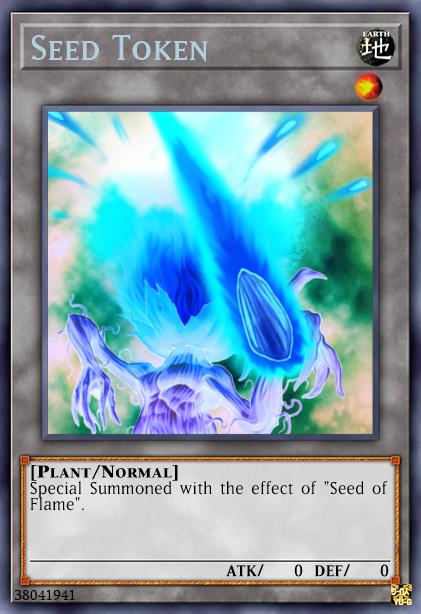 Seed Token
EARTH
地
[Plant/Normal]
Special Summoned with the effect of "Seed of
Flame".
ATK/ 0 DEF/ 0
38041941